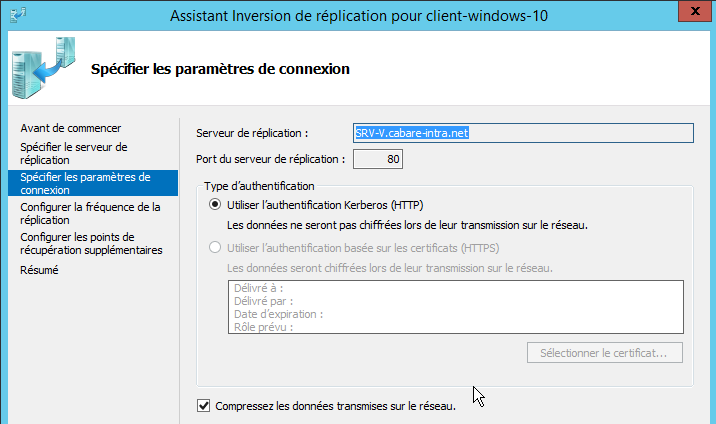 Assistant Inversion de réplication pour client-windows-10
x
Spécifier les paramètres de connexion
Avant de commencer
Spécifier le serveur de
réplication
Spécifier les paramètres de
connexion
Configurer la fréquence de la
réplication
Configurer les points de
récupération supplémentaires
Résumé
Serveur de réplication :
SRV-V.cabare-intra.net
Port du serveur de réplication :
80
Type d'authentification
Utiliser l'authentification Kerberos (HTTP)
Les données ne seront pas chiffrées lors de leur transmission sur le réseau.
Utiliser l'authentification basée sur les certificats (HTTPS)
Les données seront chiffrées lors de leur transmission sur le réseau.
Délivré à :
Délivré par :
Date d'expiration :
Rôle prévu :
Sélectionner le certificat...
Compressez les données transmises sur le réseau.